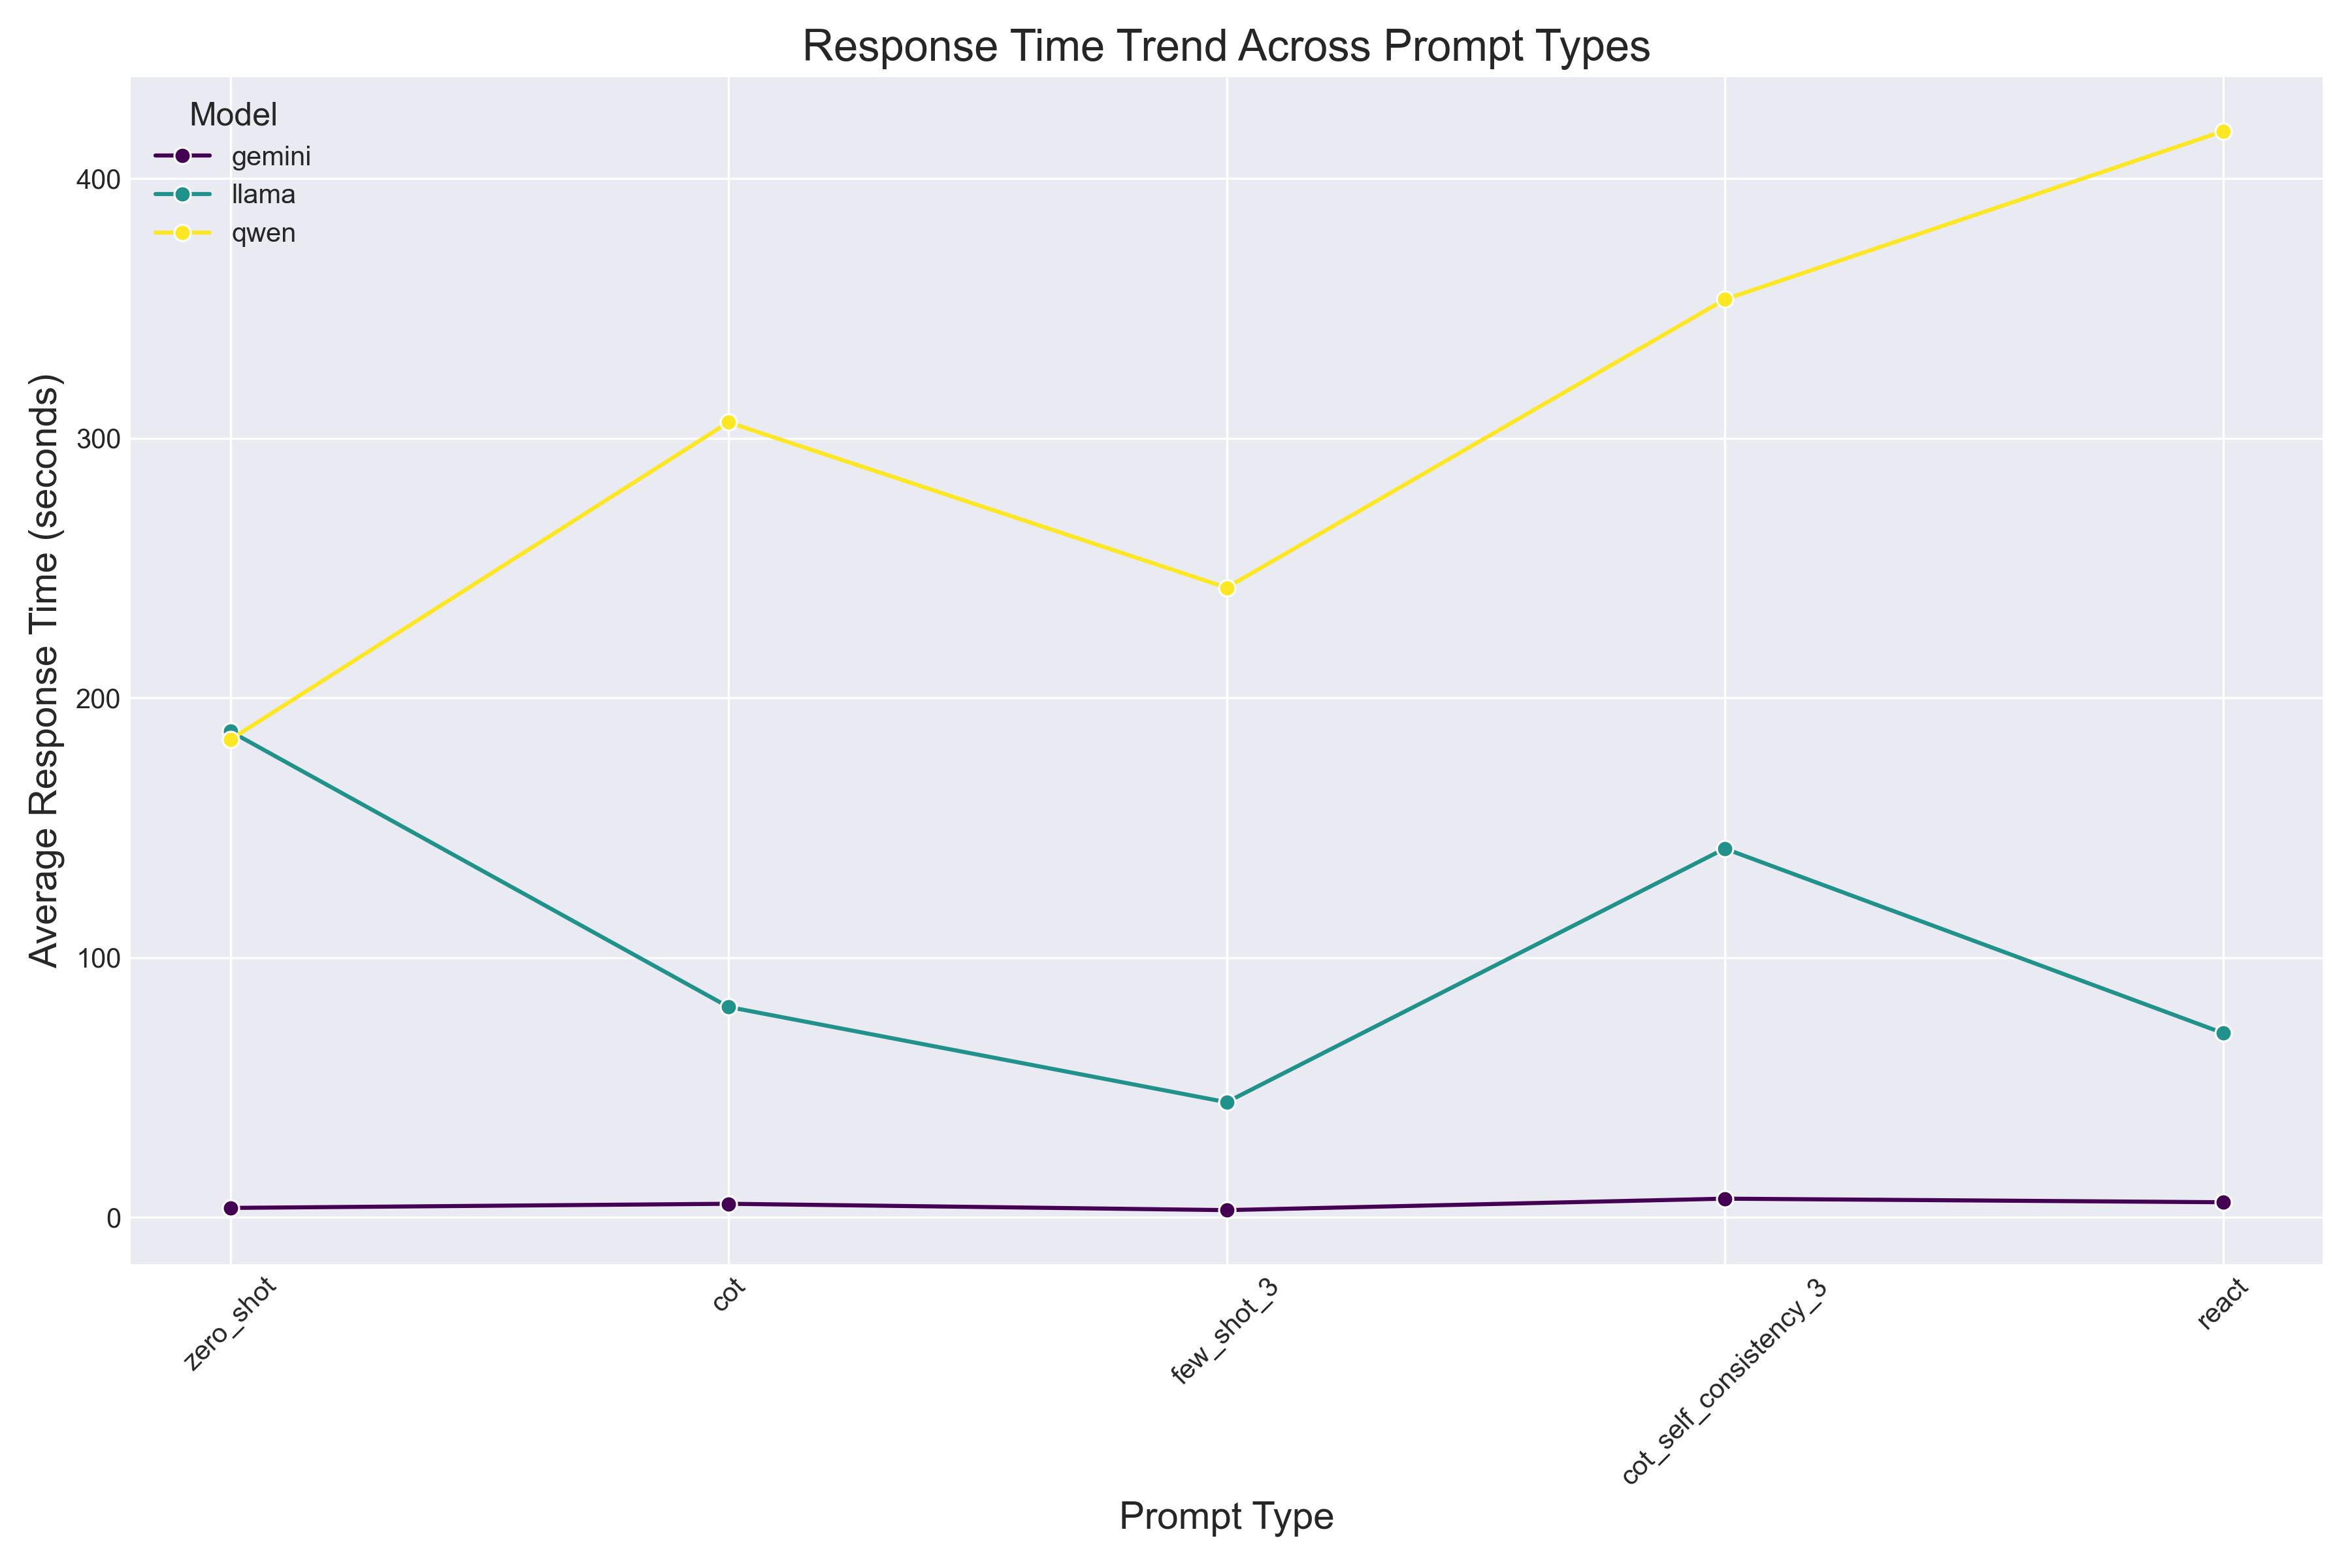 Response Time Trend Across Prompt Types
Model
gemini
llama
qwen
Average Response Time (seconds)
400
300
200
100
0
zero_shot
cot
few_shot_3
cot_self_consistency_3
react
Prompt Type